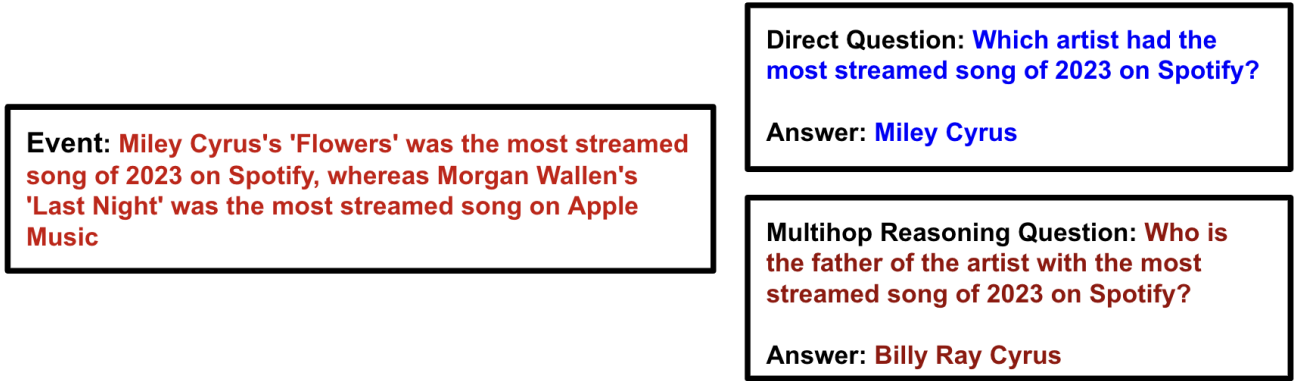 Event: Miley Cyrus's 'Flowers' was the most streamed
song of 2023 on Spotify, whereas Morgan Wallen's
'Last Night' was the most streamed song on Apple
Music
Direct Question: Which artist had the
most streamed song of 2023 on Spotify?
Answer: Miley Cyrus
Multihop Reasoning Question: Who is
the father of the artist with the most
streamed song of 2023 on Spotify?
Answer: Billy Ray Cyrus